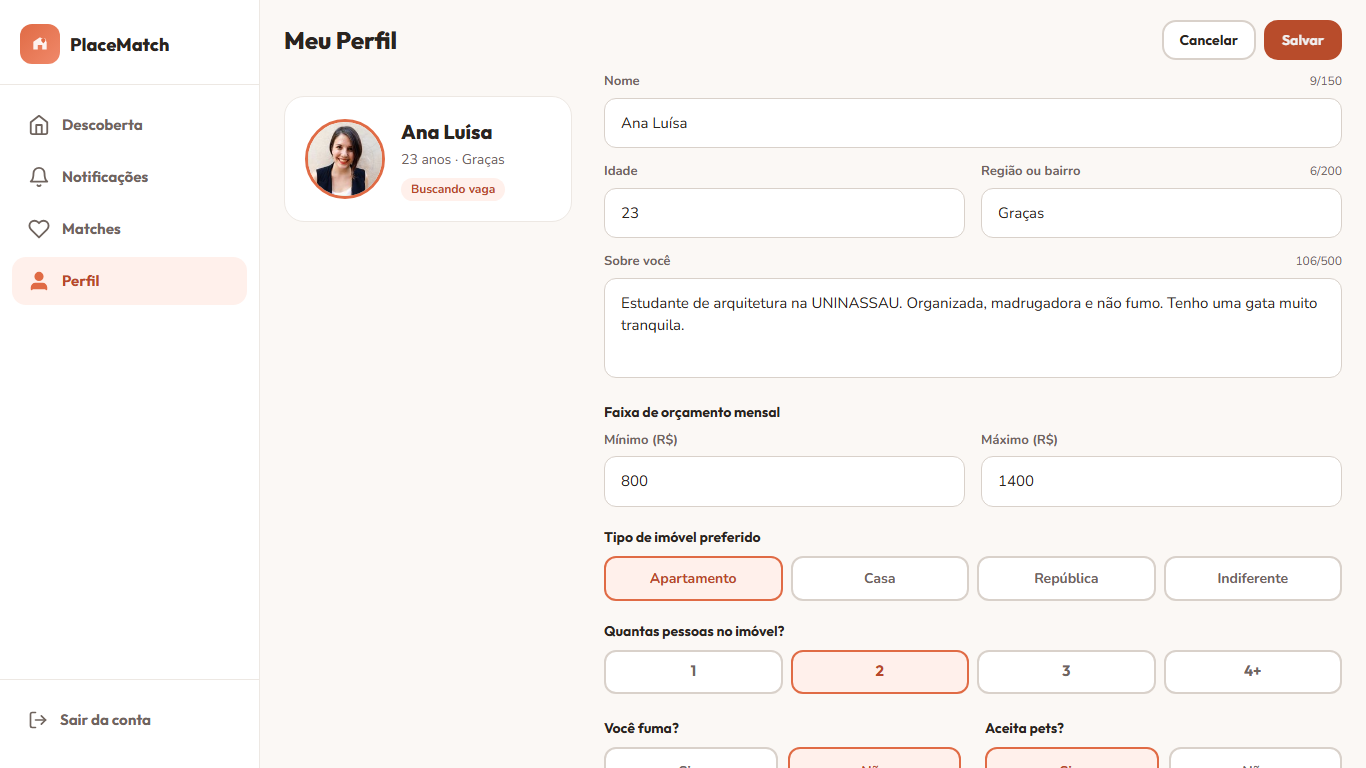 PlaceMatch
Descoberta
Notificações
Matches
Perfil
Sair da conta
Meu Perfil
Cancelar
Salvar
Ana Luísa
23 anos · Graças
Buscando vaga
Nome
9/150
Ana Luísa
Idade
Região ou bairro
6/200
23
Graças
Sobre você
106/500
Estudante de arquitetura na UNINASSAU. Organizada, madrugadora e não fumo. Tenho uma gata muito
tranquila.
Faixa de orçamento mensal
Mínimo (R$)
Máximo (R$)
800
1400
Tipo de imóvel preferido
Apartamento
Casa
República
Indiferente
Quantas pessoas no imóvel?
1
2
3
4+
Você fuma?
Aceita pets?